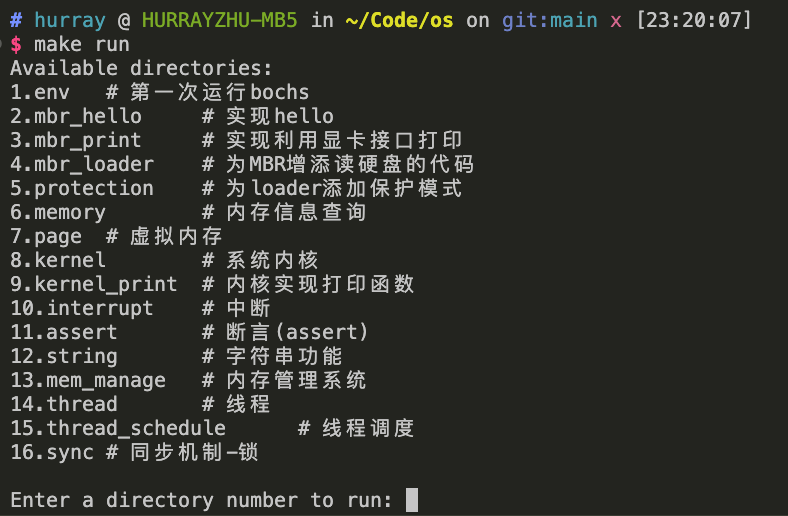 # hurray @ HURRAYZHU-MB5 in ~/Code/os on git:main x [23:20:07]
$ make run
Available directories:
1.env   # 第一次运行bochs
2.mbr_hello     # 实现hello
3.mbr_print     # 实现利用显卡接口打印
4.mbr_loader    # 为MBR增添读硬盘的代码
5.protection    # 为loader添加保护模式
6.memory        # 内存信息查询
7.page  # 虚拟内存
8.kernel        # 系统内核
9.kernel_print  # 内核实现打印函数
10.interrupt    # 中断
11.assert       # 断言(assert)
12.string       # 字符串功能
13.mem_manage   # 内存管理系统
14.thread       # 线程
15.thread_schedule      # 线程调度
16.sync # 同步机制-锁
Enter a directory number to run: